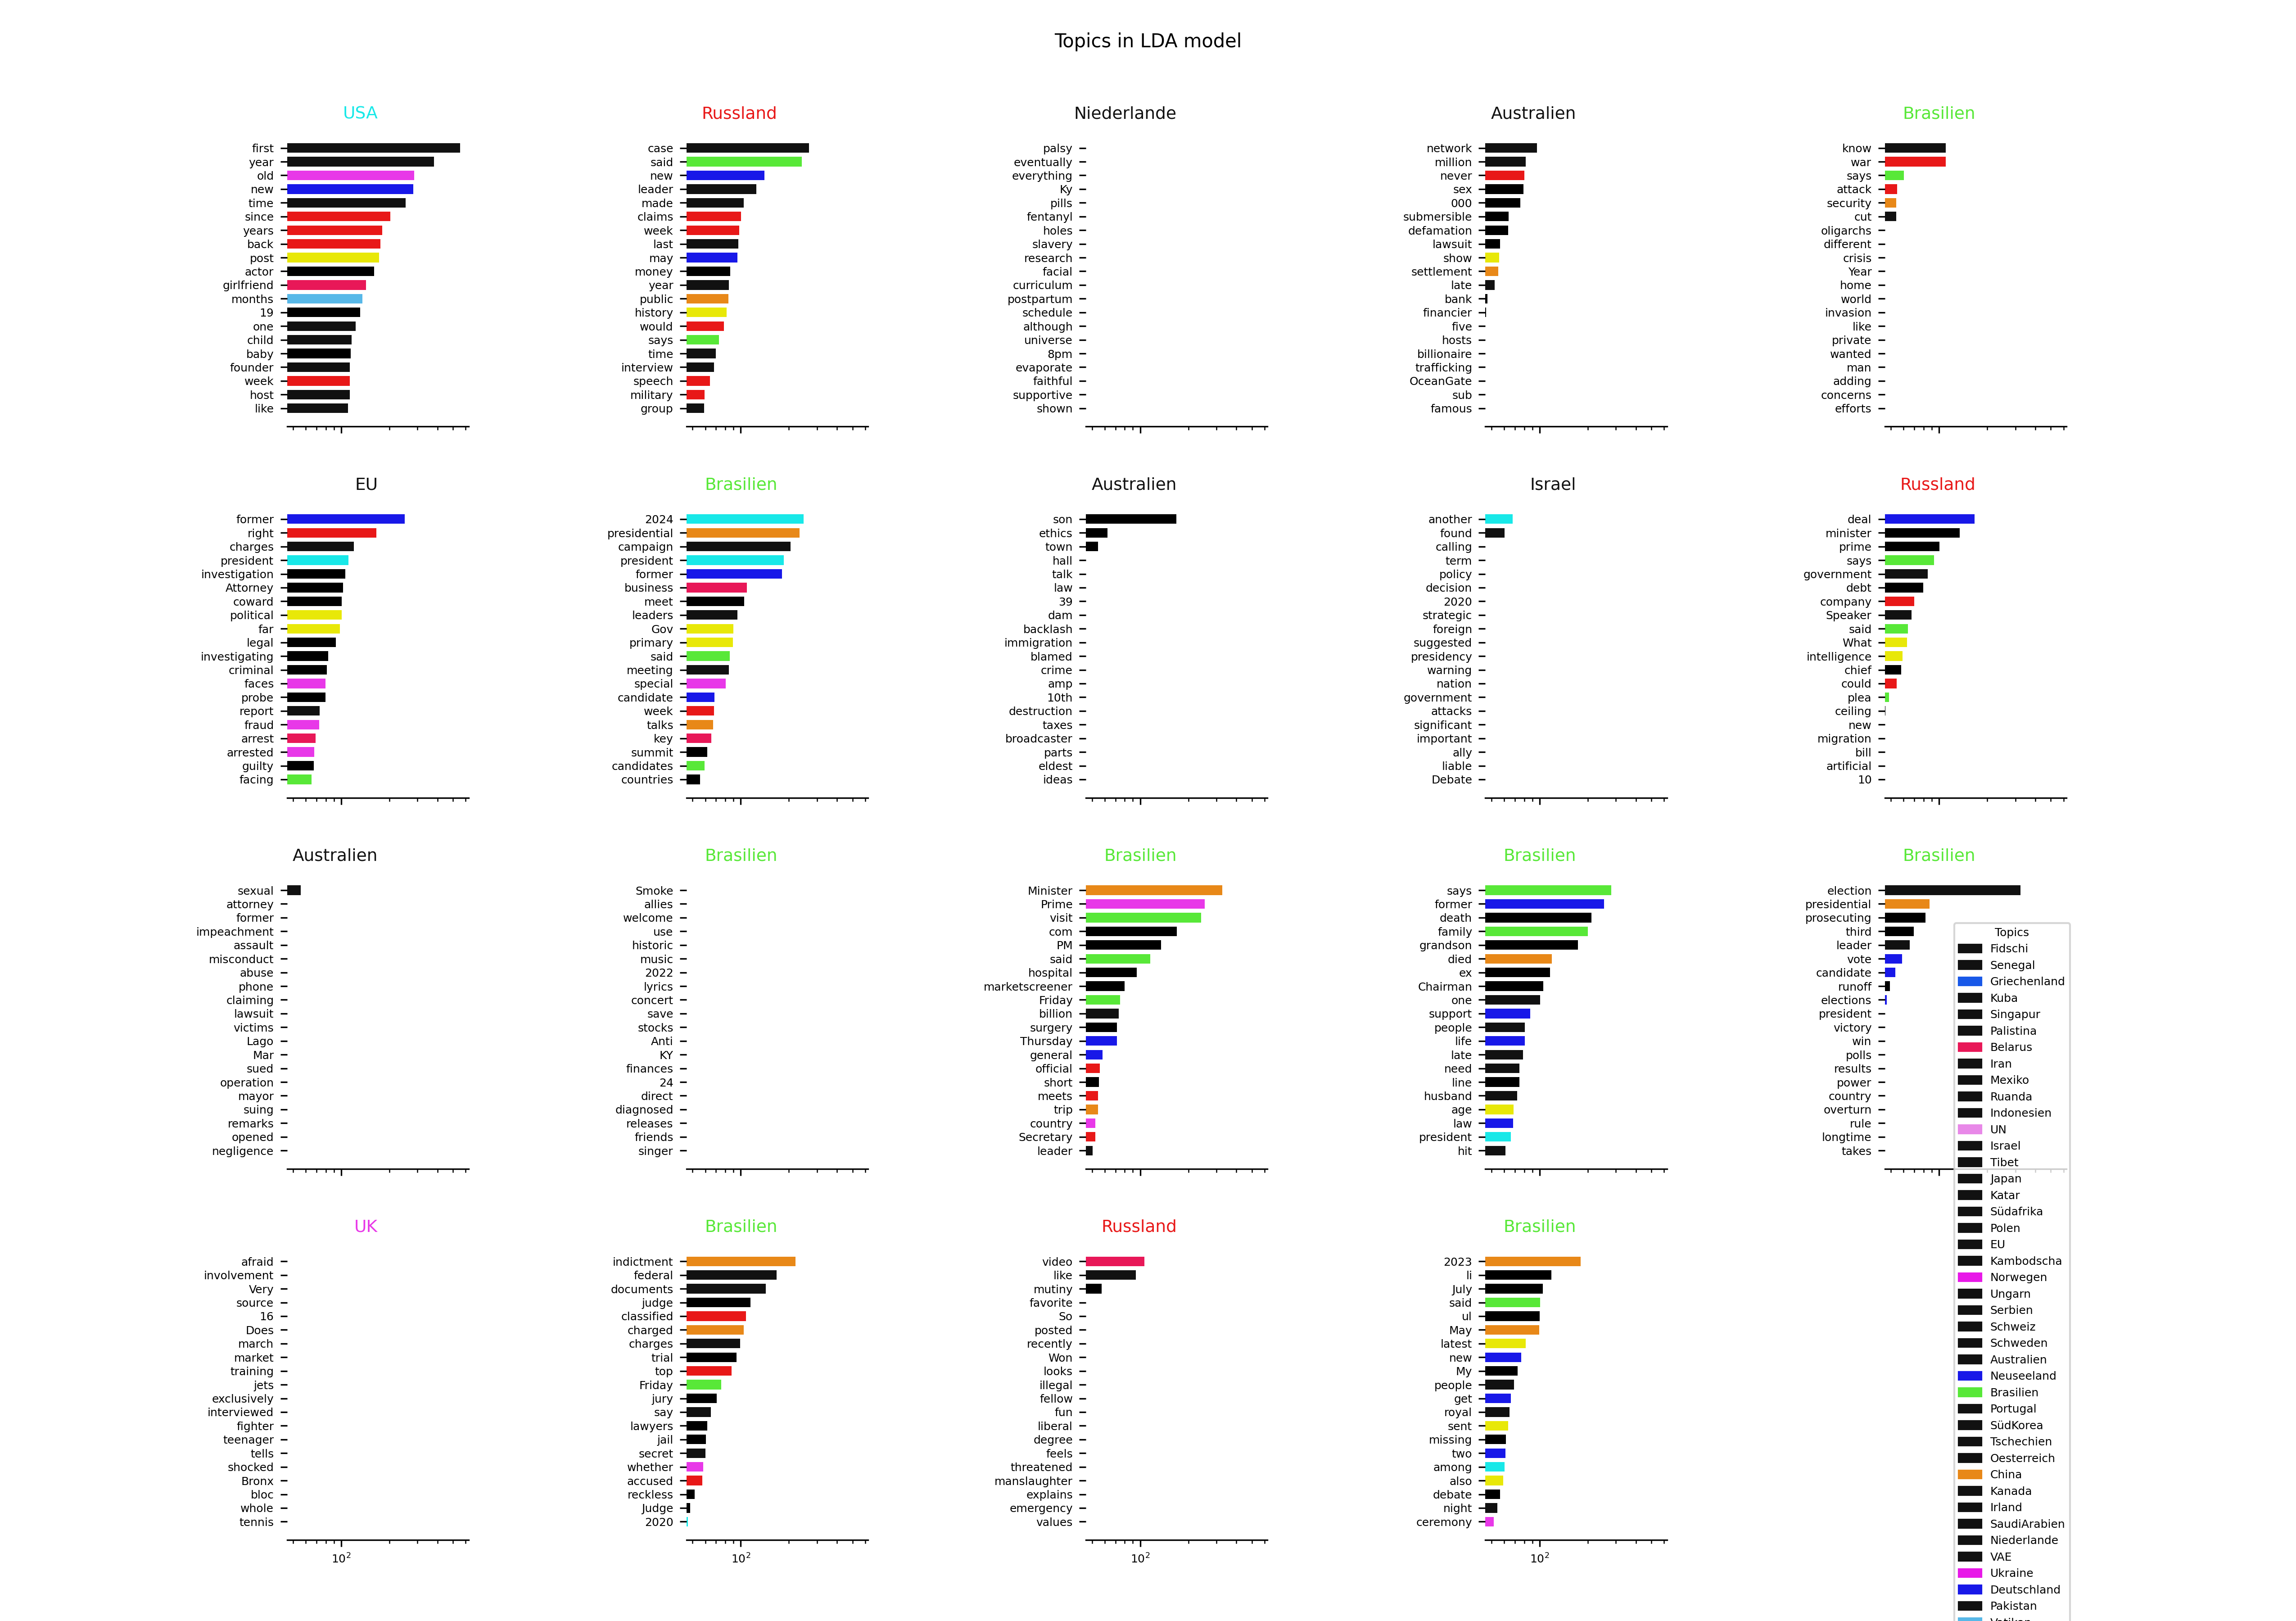 Topics in LDA model
USA
first
year
old
new
time
since
years
back
post
actor
girlfriend
months
19
one
child
baby
founder
week
host
like
Russland
case
said
new
leader
made
claims
week
last
may
money
year
public
history
would
says
time
interview
speech
military
group
Niederlande
palsy
eventually
everything
Ky
pills
fentanyl
holes
slavery
research
facial
curriculum
postpartum
schedule
although
universe
8pm
evaporate
faithful
supportive
shown
Australien
network
million
never
sex
000
submersible
defamation
lawsuit
show
settlement
late
bank
financier
five
hosts
billionaire
trafficking
OceanGate
sub
famous
Brasilien
know
war
says
attack
security
cut
oligarchs
different
crisis
Year
home
world
invasion
like
private
wanted
man
adding
concerns
efforts
EU
former
right
charges
president
investigation
Attorney
coward
political
far
legal
investigating
criminal
faces
probe
report
fraud
arrest
arrested
guilty
facing
Brasilien
2024
presidential
campaign
president
former
business
meet
leaders
Gov
primary
said
meeting
special
candidate
week
talks
key
summit
candidates
countries
Australien
son
ethics
town
hall
talk
law
39
dam
backlash
immigration
blamed
crime
amp
10th
destruction
taxes
broadcaster
parts
eldest
ideas
Israel
another
found
calling
term
policy
decision
2020
strategic
foreign
suggested
presidency
warning
nation
government
attacks
significant
important
ally
liable
Debate
Russland
deal
minister
prime
says
government
debt
company
Speaker
said
What
intelligence
chief
could
plea
ceiling
new
migration
bill
artificial
10
Australien
sexual
attorney
former
impeachment
assault
misconduct
abuse
phone
claiming
lawsuit
victims
Lago
Mar
sued
operation
mayor
suing
remarks
opened
negligence
Brasilien
Smoke
allies
welcome
use
historic
music
2022
lyrics
concert
save
stocks
Anti
KY
finances
24
direct
diagnosed
releases
friends
singer
Brasilien
Minister
Prime
visit
com
PM
said
hospital
marketscreener
Friday
billion
surgery
Thursday
general
official
short
meets
trip
country
Secretary
leader
Brasilien
says
former
death
family
grandson
died
ex
Chairman
one
support
people
life
late
need
line
husband
age
law
president
hit
Brasilien
election
presidential
prosecuting
third
leader
vote
candidate
runoff
elections
president
victory
win
polls
results
power
country
overturn
rule
longtime
takes
UK
afraid
involvement
Very
source
16
Does
march
market
training
jets
exclusively
interviewed
fighter
teenager
tells
shocked
Bronx
bloc
whole
tennis
10²
Brasilien
indictment
federal
documents
judge
classified
charged
charges
trial
top
Friday
jury
say
lawyers
jail
secret
whether
accused
reckless
Judge
2020
10²
Russland
video
like
mutiny
favorite
So
posted
recently
Won
looks
illegal
fellow
fun
liberal
degree
feels
threatened
manslaughter
explains
emergency
values
10²
Brasilien
2023
li
July
said
ul
May
latest
new
My
people
get
royal
sent
missing
two
among
also
debate
night
ceremony
10²
Topics
Fidschi
Senegal
Griechenland
Kuba
Singapur
Palistina
Belarus
Iran
Mexiko
Ruanda
Indonesien
UN
Israel
Tibet
Japan
Katar
Südafrika
Polen
EU
Kambodscha
Norwegen
Ungarn
Serbien
Schweiz
Schweden
Australien
Neuseeland
Brasilien
Portugal
SüdKorea
Tschechien
Oesterreich
China
Kanada
Irland
SaudiArabien
Niederlande
VAE
Ukraine
Deutschland
Pakistan